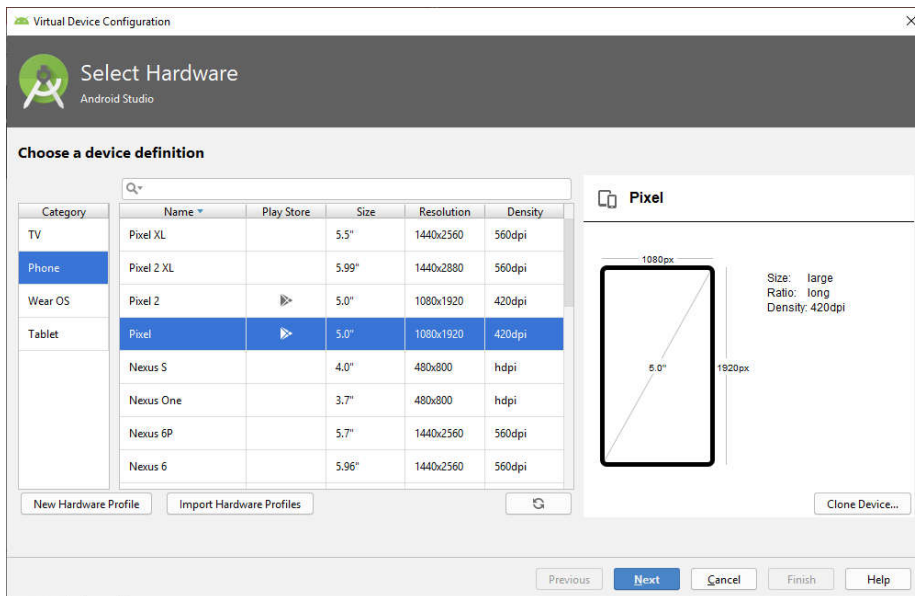 Virtual Device Configuration
Select Hardware
Android Studio
Choose a device definition
Category
TV
Phone
Wear OS
Tablet
Name Play Store Size Resolution Density
Pixel XL 5.5" 1440x2560 560dpi
Pixel 2 XL 5.99" 1440x2880 560dpi
Pixel 2 5.0" 1080x1920 420dpi
Pixel 5.0" 1080x1920 420dpi
Nexus S 4.0" 480x800 hdpi
Nexus One 3.7" 480x800 hdpi
Nexus 6P 5.7" 1440x2560 560dpi
Nexus 6 5.96" 1440x2560 560dpi
New Hardware Profile Import Hardware Profiles
Pixel
1080px
5.0" 1920px
Size: large
Ratio: long
Density: 420dpi
Clone Device...
Previous Next Cancel Finish Help